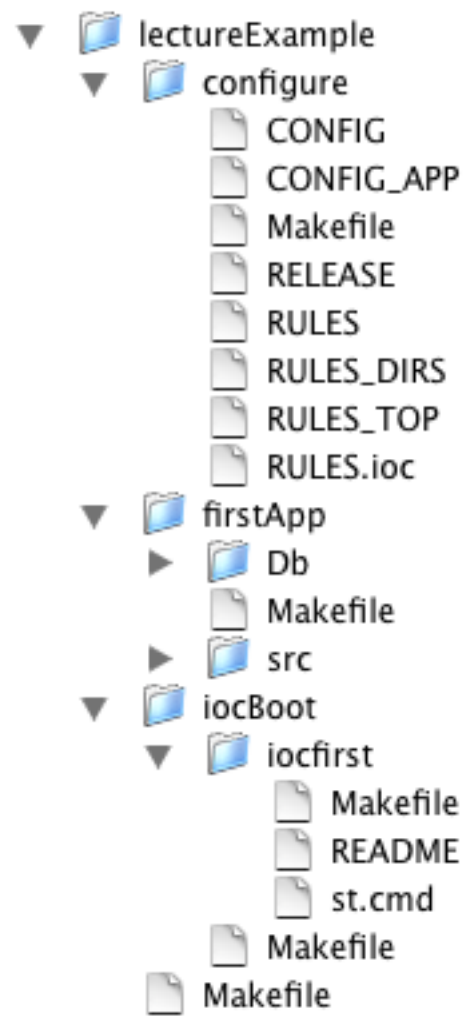 lectureExample
configure
CONFIG
CONFIG_APP
Makefile
RELEASE
RULES
RULES_DIRS
RULES_TOP
RULES.ioc
firstApp
Db
Makefile
src
iocBoot
iocfirst
Makefile
README
st.cmd
Makefile
Makefile